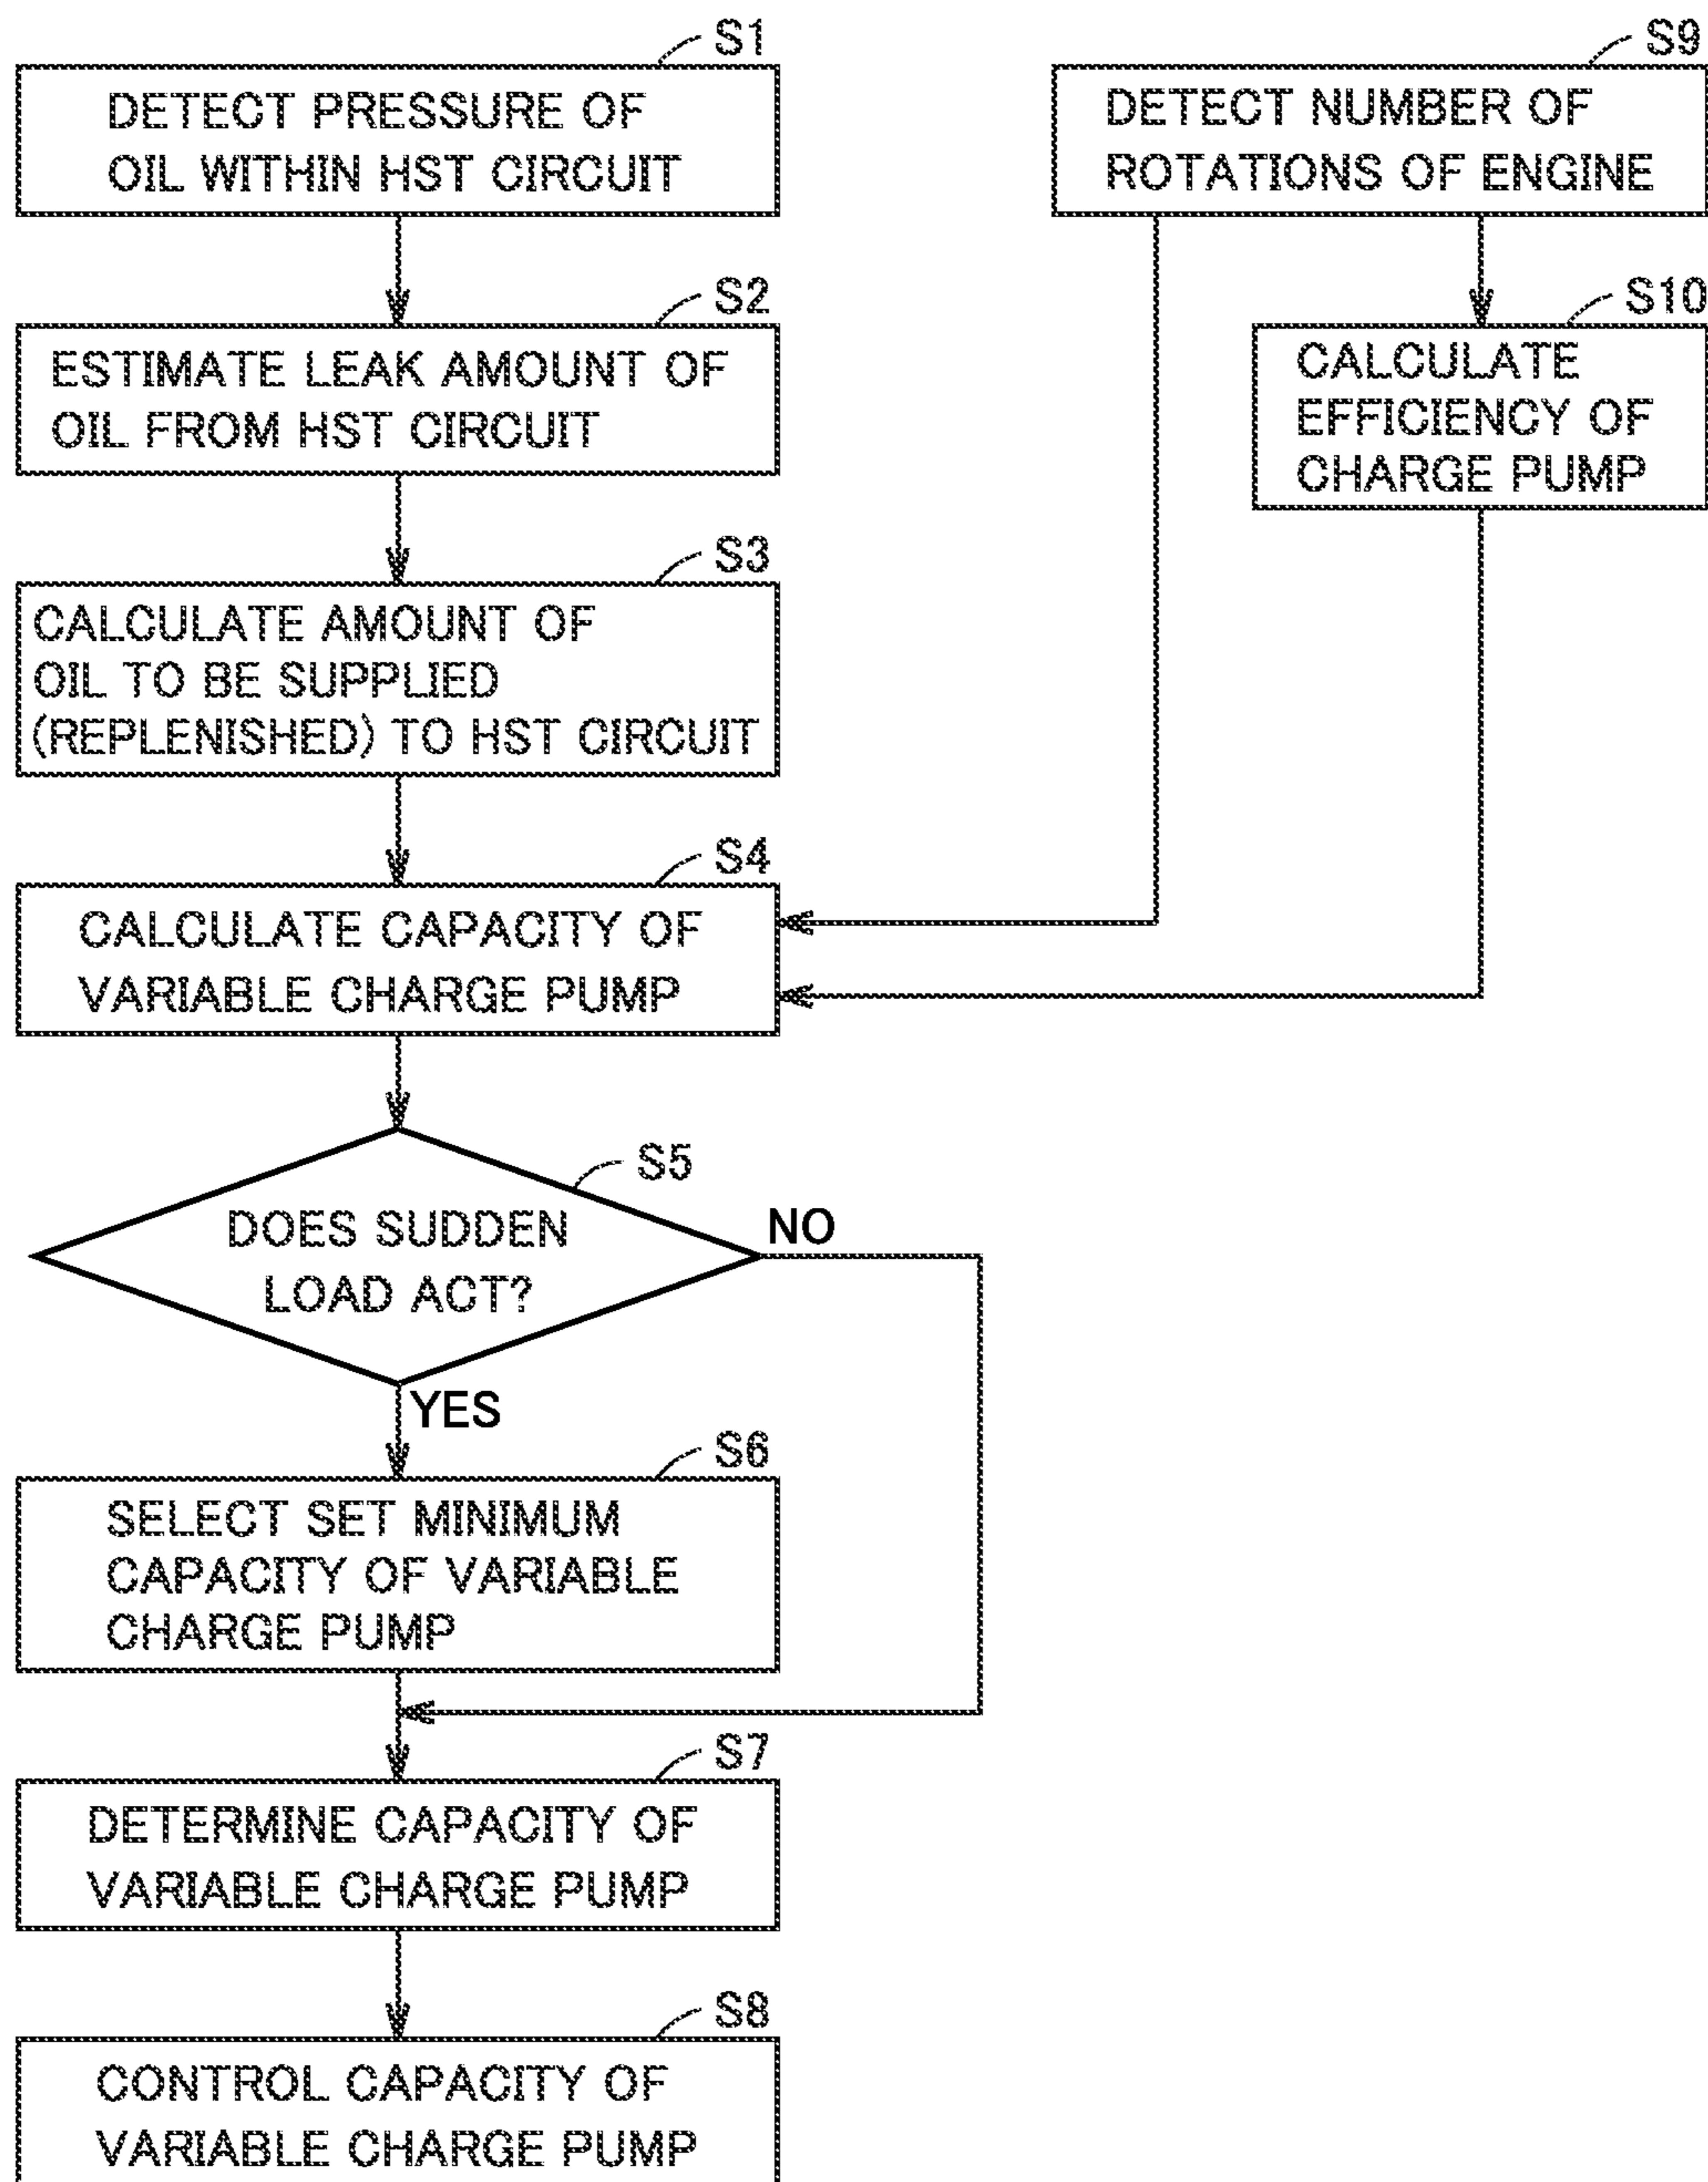 S1
DETECT PRESSURE OF
OIL WITHIN HST CIRCUIT
S9
DETECT NUMBER OF
ROTATIONS OF ENGINE
S2
ESTIMATE LEAK AMOUNT OF
OIL FROM HST CIRCUIT
S10
CALCULATE
EFFICIENCY OF
CHARGE PUMP
S3
CALCULATE AMOUNT OF
OIL TO BE SUPPLIED
(REPLENISHED) TO HST CIRCUIT
S4
CALCULATE CAPACITY OF
VARIABLE CHARGE PUMP
S5
DOES SUDDEN
LOAD ACT?
NO
YES
S6
SELECT SET MINIMUM
CAPACITY OF VARIABLE
CHARGE PUMP
S7
DETERMINE CAPACITY OF
VARIABLE CHARGE PUMP
S8
CONTROL CAPACITY OF
VARIABLE CHARGE PUMP